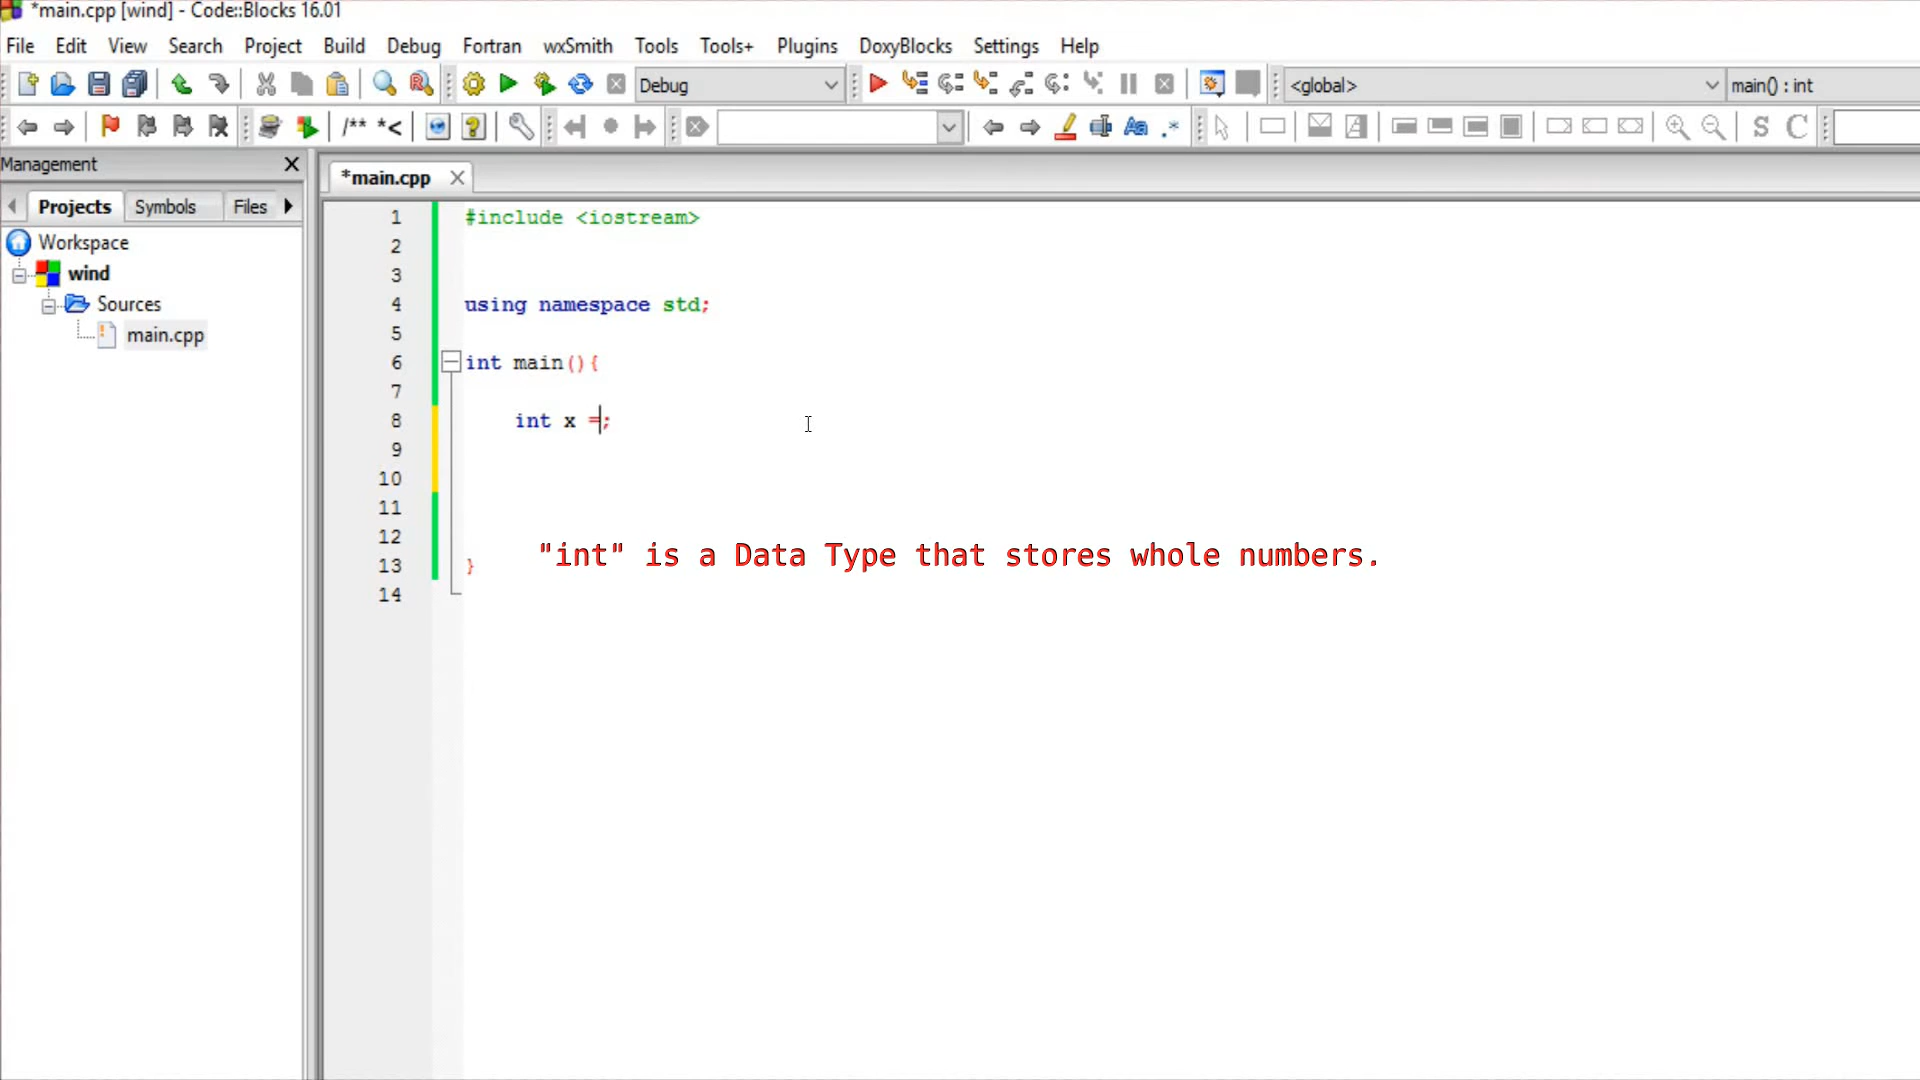 *main.cpp [wind] - Code::Blocks 16.01
File Edit View Search Project Build Debug Fortran wxSmith Tools Tools+ Plugins DoxyBlocks Settings Help
Debug <global> main() : int
/** *< Aa .* S C
Management
*main.cpp
Projects Symbols Files
Workspace
wind
Sources
main.cpp
1 #include <iostream>
2
3
4 using namespace std;
5
6 int main(){
7
8 int x =;
9
10
11
12
13 }
14
"int" is a Data Type that stores whole numbers.